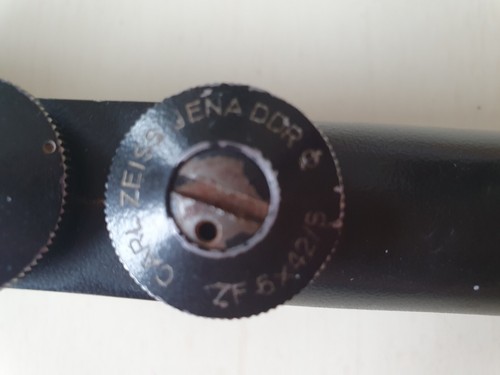 CARL ZEISS JENA DDR
ZF 6x42/S